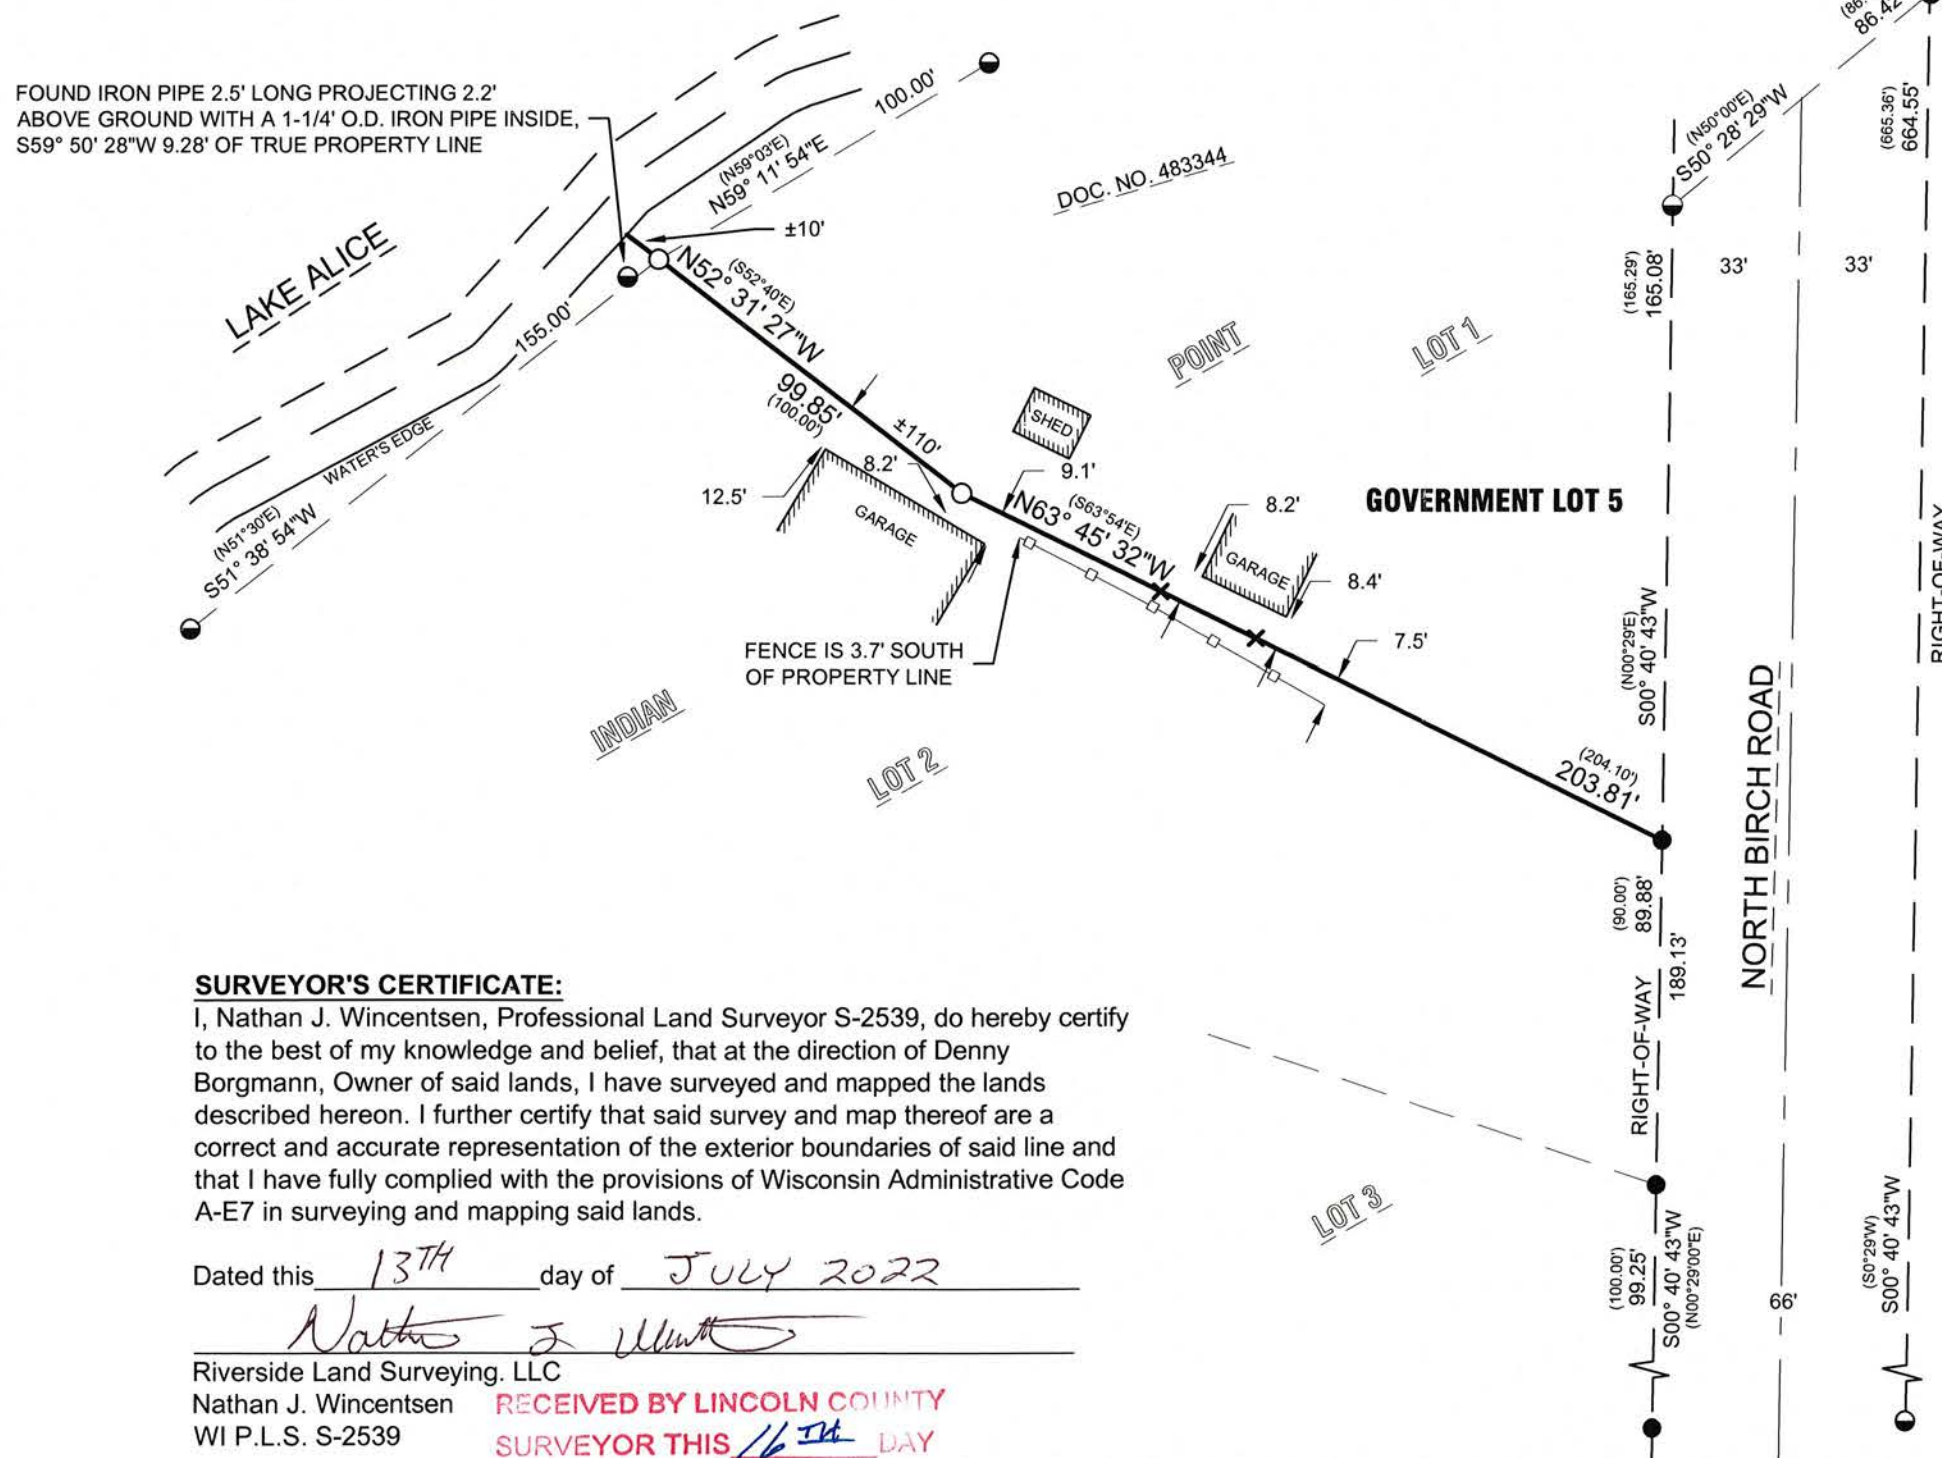 (86.
86.42
FOUND IRON PIPE 2.5' LONG PROJECTING 2.2'
ABOVE GROUND WITH A 1-1/4' O.D. IRON PIPE INSIDE,
S59° 50' 28"W 9.28' OF TRUE PROPERTY LINE
100.00'
(N59°03'E)
N59° 11' 54"E
±10'
DOC. NO. 483344
(N50°00'E)
S50° 28' 29"W
(665.36')
664.55'
LAKE ALICE
155.00'
(S52°40'E)
N52° 31' 27"W
99.85'
(100.00')
±110'
(165.29')
165.08'
33'
33'
POINT
LOT 1
SHED
WATER'S EDGE
(N51°30'E)
S51° 38' 54"W
12.5'
8.2'
9.1'
GARAGE
(S63°54'E)
N63° 45' 32"W
8.2'
GARAGE
8.4'
GOVERNMENT LOT 5
RIGHT-OF-WAY
FENCE IS 3.7' SOUTH
OF PROPERTY LINE
7.5'
(N00°29'E)
S00° 40' 43"W
INDIAN
LOT 2
(204.10')
203.81'
NORTH BIRCH ROAD
(90.00')
89.88'
189.13'
RIGHT-OF-WAY
SURVEYOR'S CERTIFICATE:
I, Nathan J. Wincentsen, Professional Land Surveyor S-2539, do hereby certify
to the best of my knowledge and belief, that at the direction of Denny
Borgmann, Owner of said lands, I have surveyed and mapped the lands
described hereon. I further certify that said survey and map thereof are a
correct and accurate representation of the exterior boundaries of said line and
that I have fully complied with the provisions of Wisconsin Administrative Code
A-E7 in surveying and mapping said lands.
LOT 3
(100.00')
99.25'
S00° 40' 43"W
(N00°29'00"E)
66'
(S0°29'W)
S00° 40' 43"W
Dated this 13TH day of JULY 2022
Riverside Land Surveying. LLC
Nathan J. Wincentsen
WI P.L.S. S-2539
RECEIVED BY LINCOLN COUNTY
SURVEYOR THIS 16TH DAY